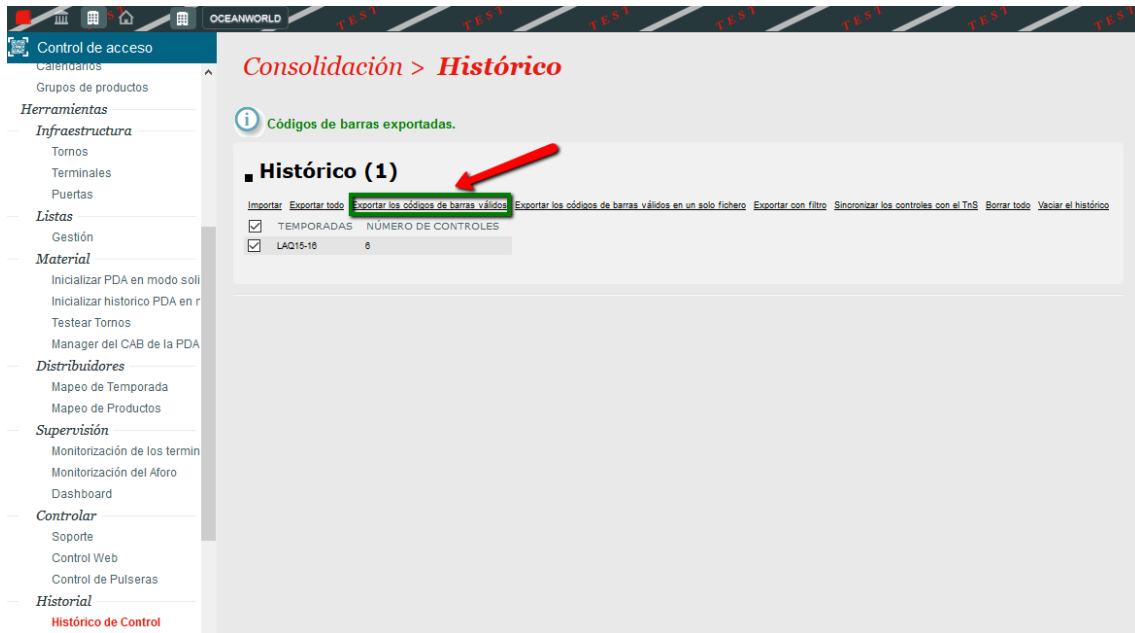 OCEANWORLD
TEST TEST TEST TEST TEST TEST TEST
Control de acceso
Calendarios
Grupos de productos
Herramientas
Infraestructura
Tornos
Terminales
Puertas
Listas
Gestión
Material
Inicializar PDA en modo soli
Inicializar historico PDA en r
Testear Tornos
Manager del CAB de la PDA
Distribuidores
Mapeo de Temporada
Mapeo de Productos
Supervisión
Monitorización de los termin
Monitorización del Aforo
Dashboard
Controlar
Soporte
Control Web
Control de Pulseras
Historial
Histórico de Control
Consolidación > Histórico
Códigos de barras exportadas.
Histórico (1)
Importar Exportar todo Exportar los códigos de barras válidos Exportar los códigos de barras válidos en un solo fichero Exportar con filtro Sincronizar los controles con el TnS Borrar todo Vaciar el histórico
TEMPORADAS NÚMERO DE CONTROLES
LAQ15-16 6